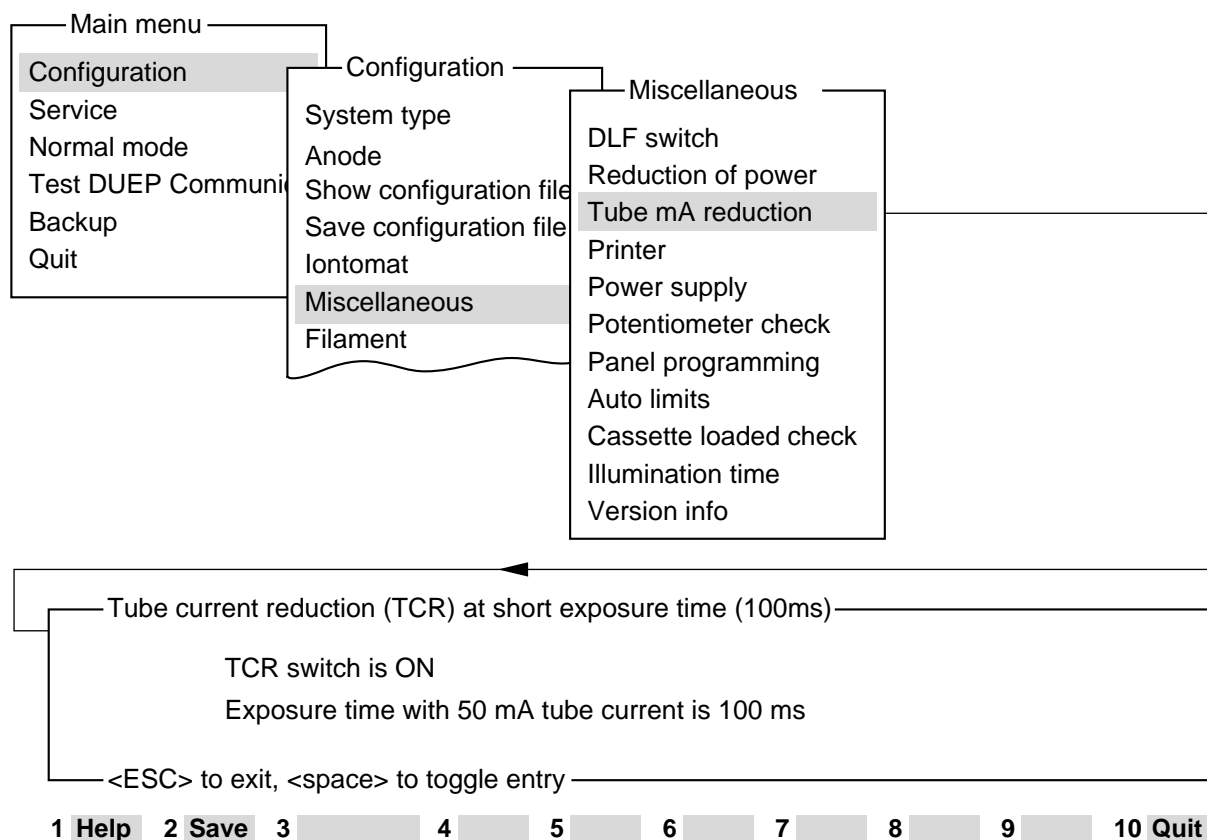 Main menu
Configuration
Service
Normal mode
Test DUEP Communi
Backup
Quit
Configuration
System type
Anode
Show configuration file
Save configuration file
Iontomat
Miscellaneous
Filament
Miscellaneous
DLF switch
Reduction of power
Tube mA reduction
Printer
Power supply
Potentiometer check
Panel programming
Auto limits
Cassette loaded check
Illumination time
Version info
Tube current reduction (TCR) at short exposure time (100ms)
TCR switch is ON
Exposure time with 50 mA tube current is 100 ms
<ESC> to exit, <space> to toggle entry
1 Help 2 Save 3 4 5 6 7 8 9 10 Quit